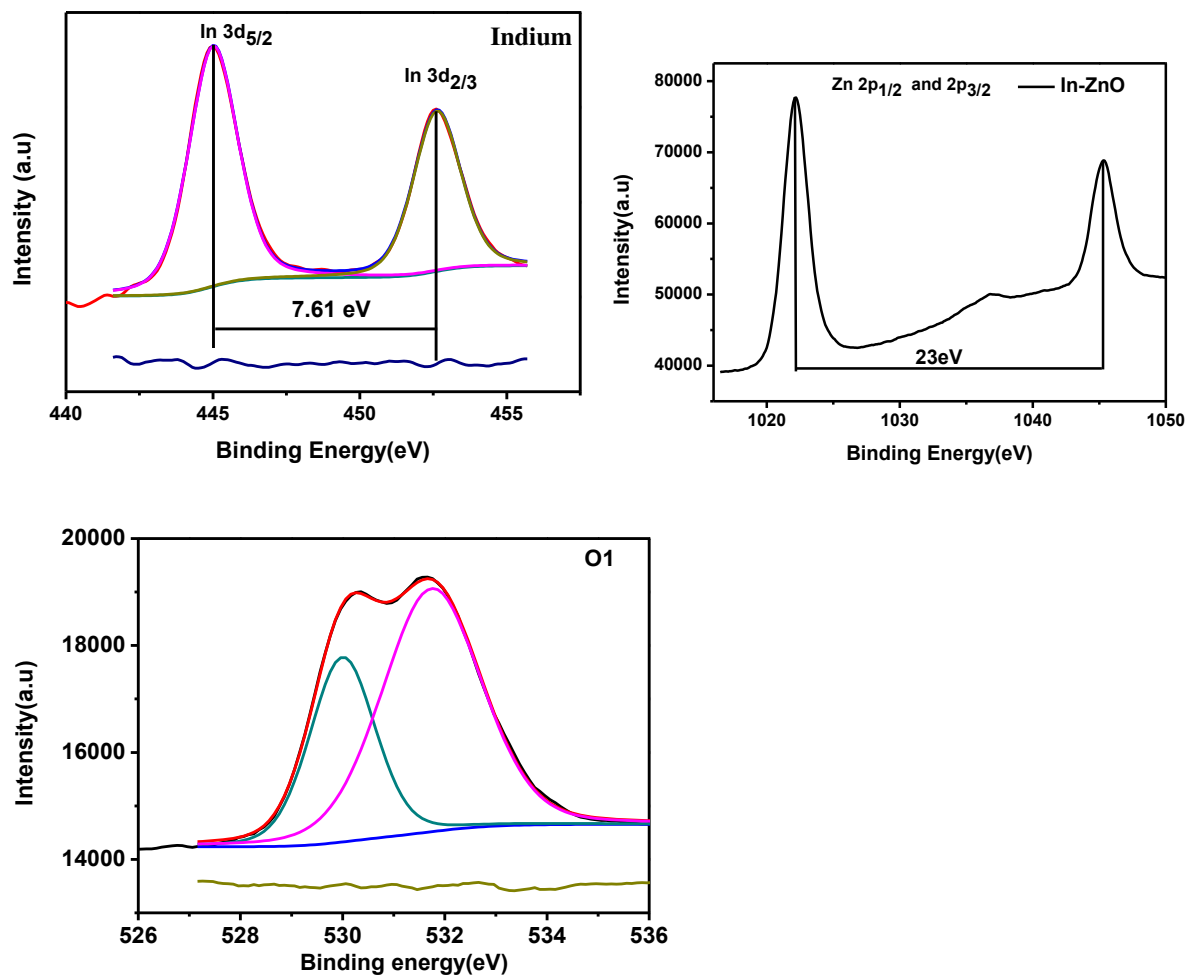 In 3d5/2
Indium
In 3d2/3
7.61 eV
Intensity (a.u)
440 445 450 455
Binding Energy(eV)
Zn 2p1/2 and 2p3/2 In-ZnO
80000
70000
60000
50000
40000
23eV
Intensity(a.u)
1020 1030 1040 1050
Binding Energy(eV)
O1
20000
18000
16000
14000
Intensity(a.u)
526 528 530 532 534 536
Binding energy(eV)